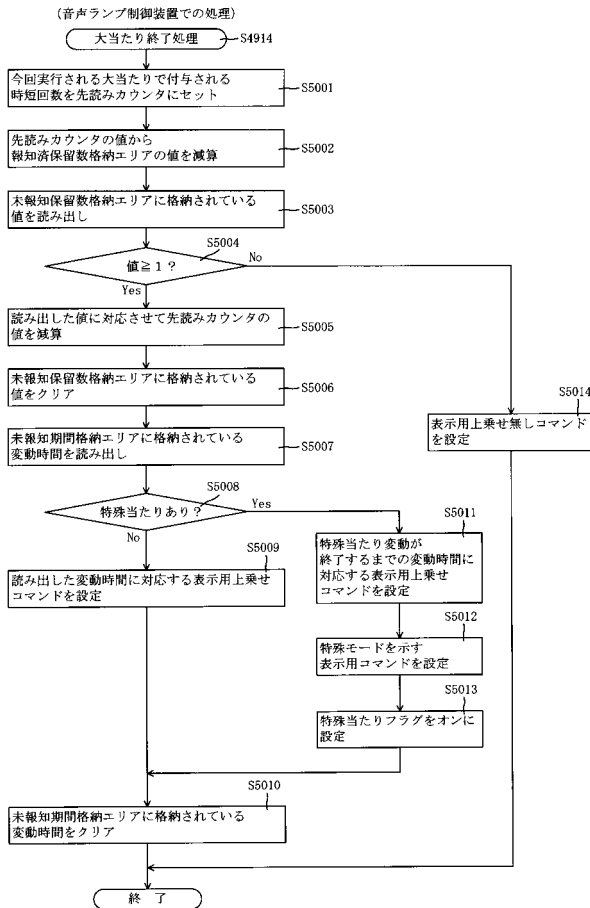 (音声ランプ制御装置での処理)
大当たり終了処理
S4914
今回実行される大当たりで付与される
時短回数を先読みカウンタにセット
S5001
先読みカウンタの値から
報知済保留数格納エリアの値を減算
S5002
未報知保留数格納エリアに格納されている
値を読み出し
S5003
S5004
値≧1？
No
Yes
読み出した値に対応させて先読みカウンタの
値を減算
S5005
未報知保留数格納エリアに格納されている
値をクリア
S5006
S5014
表示用上乗せ無しコマンド
を設定
未報知期間格納エリアに格納されている
変動時間を読み出し
S5007
S5008
特殊当たりあり？
Yes
No
S5011
特殊当たり変動が
終了するまでの変動時間に
対応する表示用上乗せ
コマンドを設定
S5009
読み出した変動時間に対応する表示用上乗せ
コマンドを設定
S5012
特殊モードを示す
表示用コマンドを設定
S5013
特殊当たりフラグをオンに
設定
S5010
未報知期間格納エリアに格納されている
変動時間をクリア
終 了